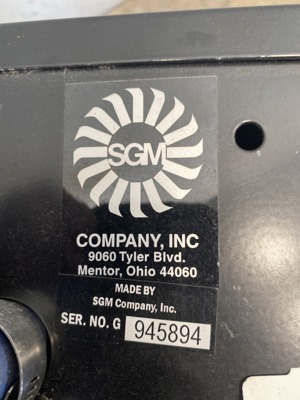 SGM
COMPANY, INC
9060 Tyler Blvd.
Mentor, Ohio 44060
MADE BY
SGM Company, Inc.
SER. NO. G 945894